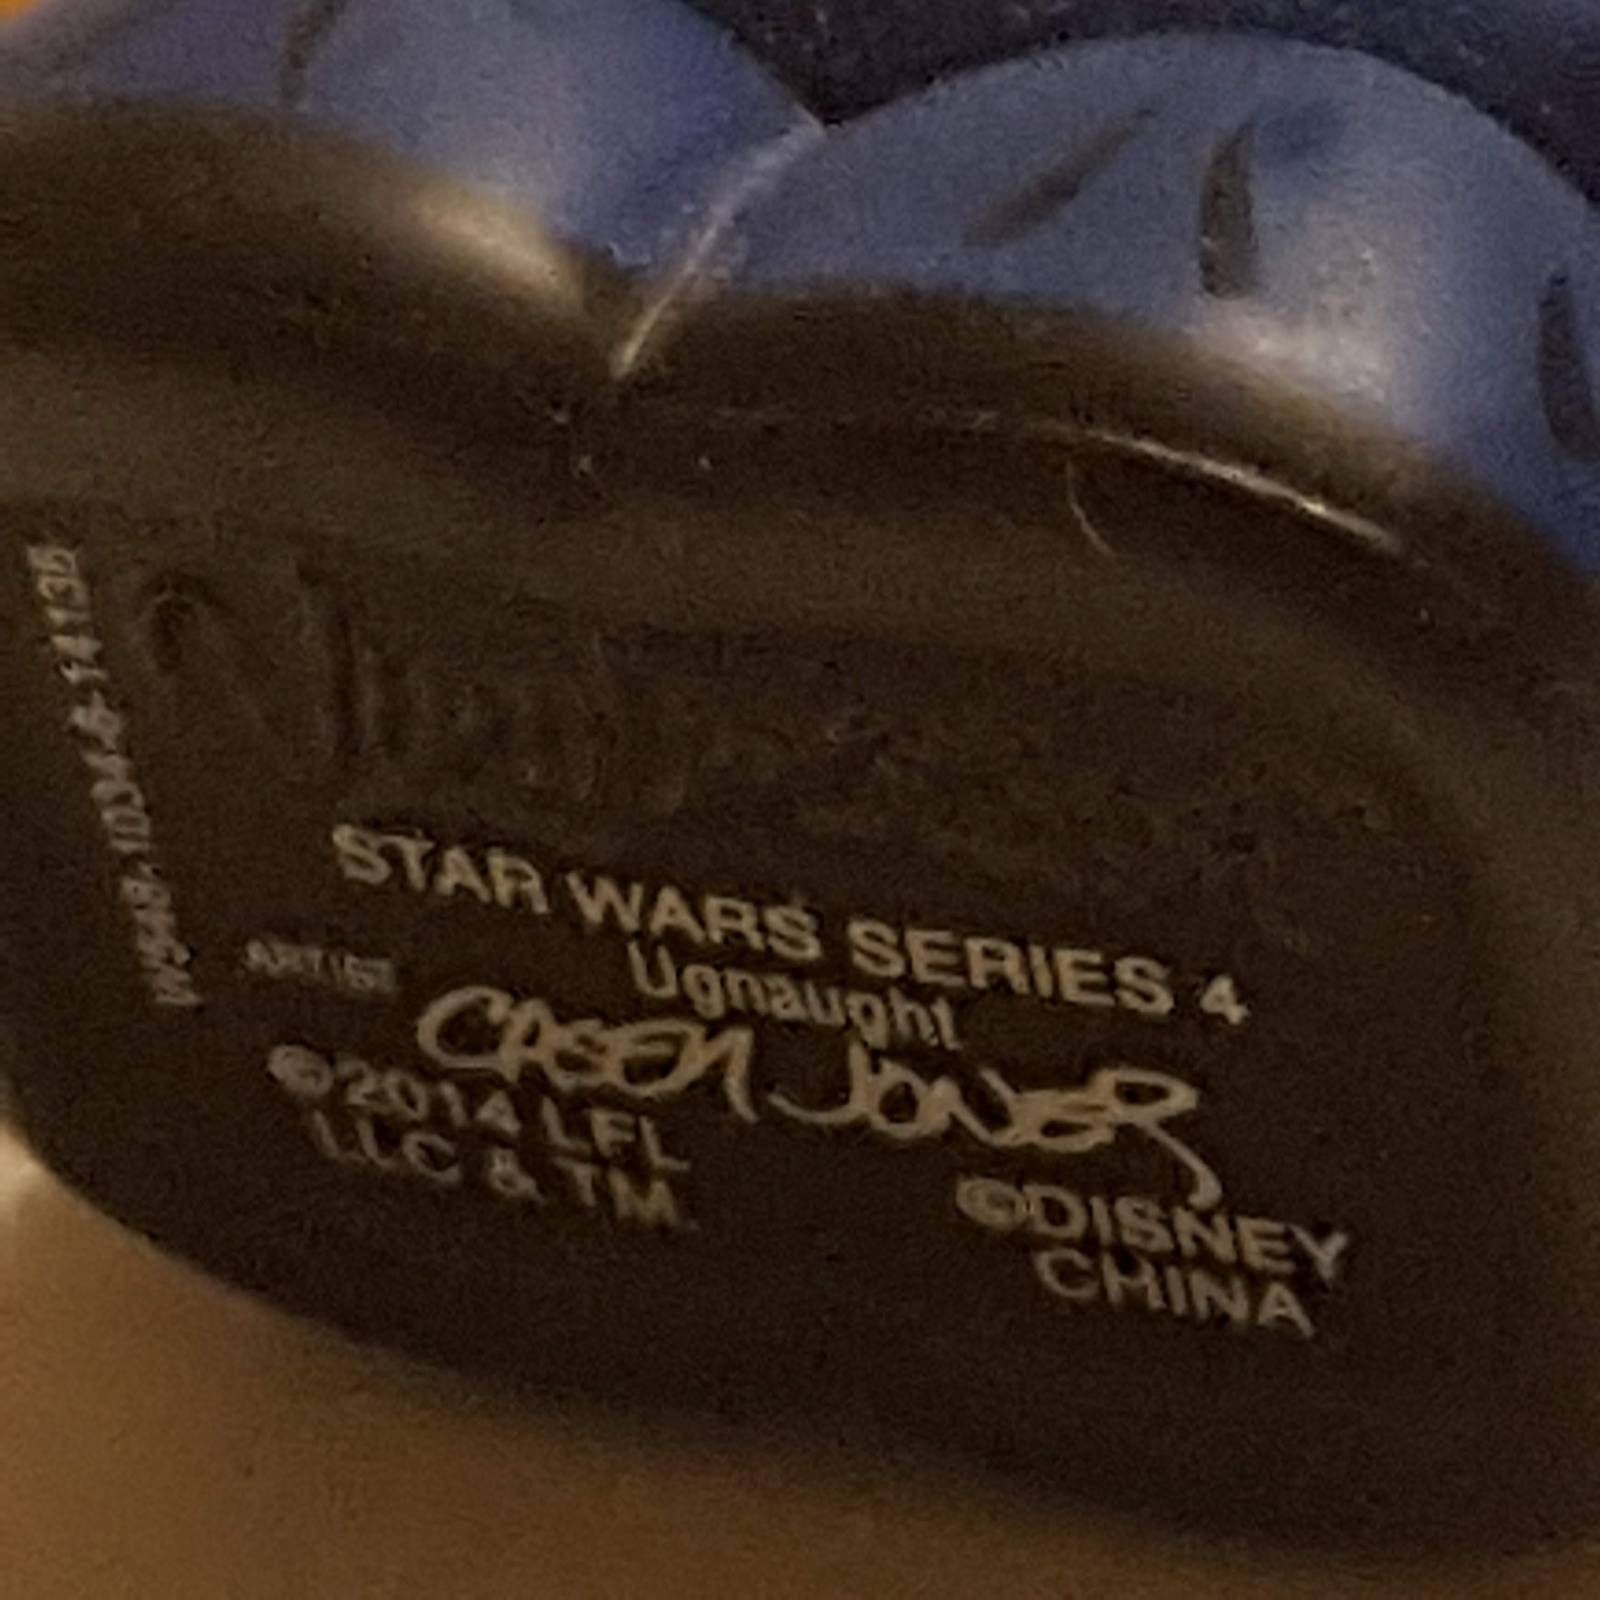 STAR WARS SERIES 4
Ugnaught
ARTIST
CASEY JONES
©2014 LFL
LLC & TM.
©DISNEY
CHINA